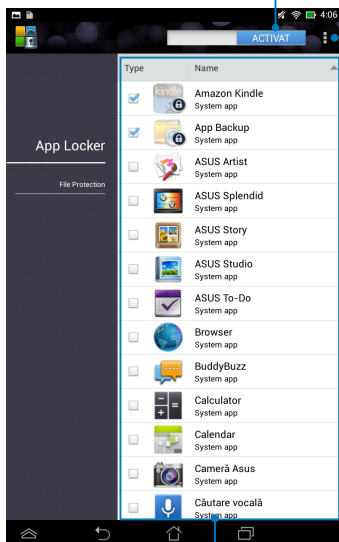 4:06
ACTIVAT
Type
Name
App Locker
File Protection
kindle
Amazon Kindle
System app
App Backup
System app
ASUS Artist
System app
ASUS Splendid
System app
ASUS Story
System app
ASUS Studio
System app
ASUS To-Do
System app
Browser
System app
BuddyBuzz
System app
Calculator
System app
Calendar
System app
Cameră Asus
System app
Căutare vocală
System app